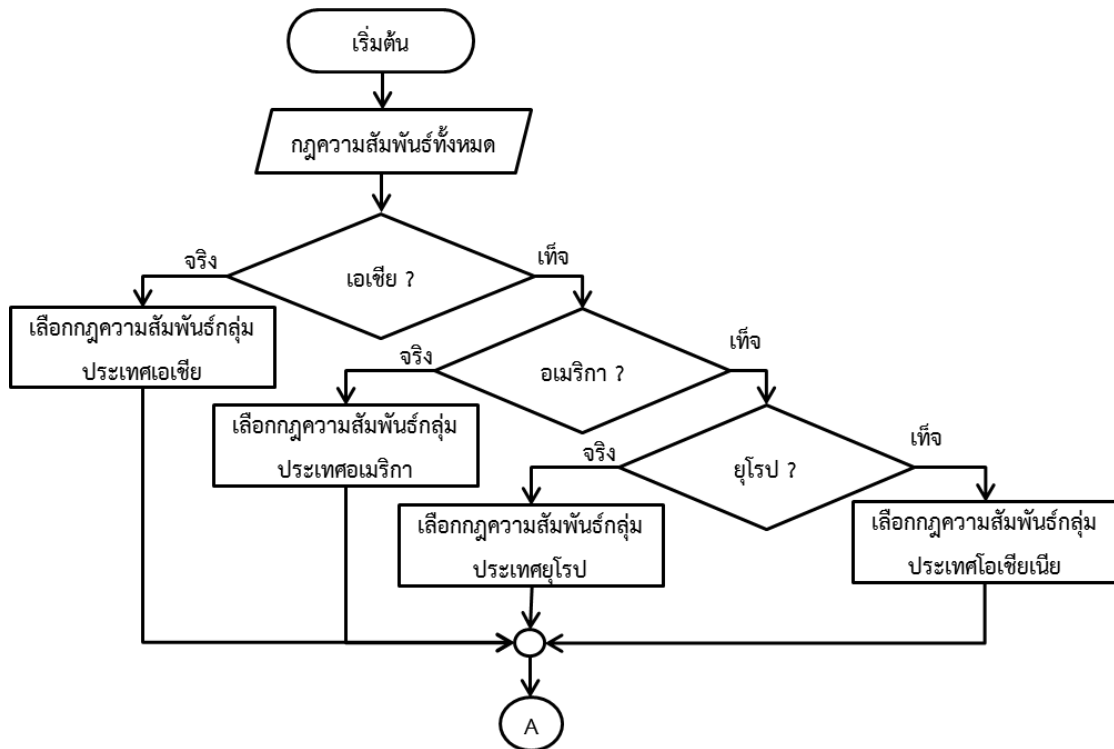 เริ่มต้น
กฎความสัมพันธ์ทั้งหมด
เอเชีย ?
จริง
เท็จ
เลือกกฎความสัมพันธ์กลุ่ม
ประเทศเอเชีย
อเมริกา ?
จริง
เท็จ
เลือกกฎความสัมพันธ์กลุ่ม
ประเทศอเมริกา
ยุโรป ?
จริง
เท็จ
เลือกกฎความสัมพันธ์กลุ่ม
ประเทศยุโรป
เลือกกฎความสัมพันธ์กลุ่ม
ประเทศโอเชียเนีย
A